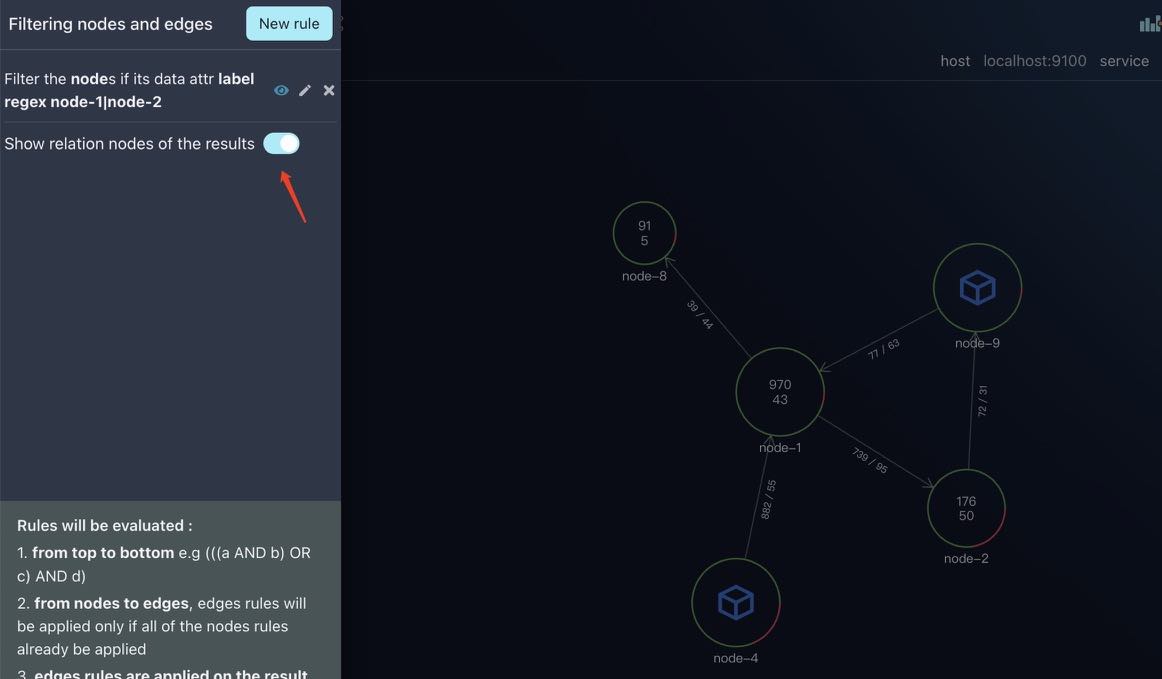 Filtering nodes and edges
New rule
host localhost:9100 service
Filter the nodes if its data attr label
regex node-1|node-2
Show relation nodes of the results
91
5
node-8
39 / 44
node-9
77 / 63
970
43
node-1
72 / 31
739 / 95
882 / 55
176
50
node-2
node-4
Rules will be evaluated :
1. from top to bottom e.g (((a AND b) OR
c) AND d)
2. from nodes to edges, edges rules will
be applied only if all of the nodes rules
already be applied
3. edges rules are applied on the result